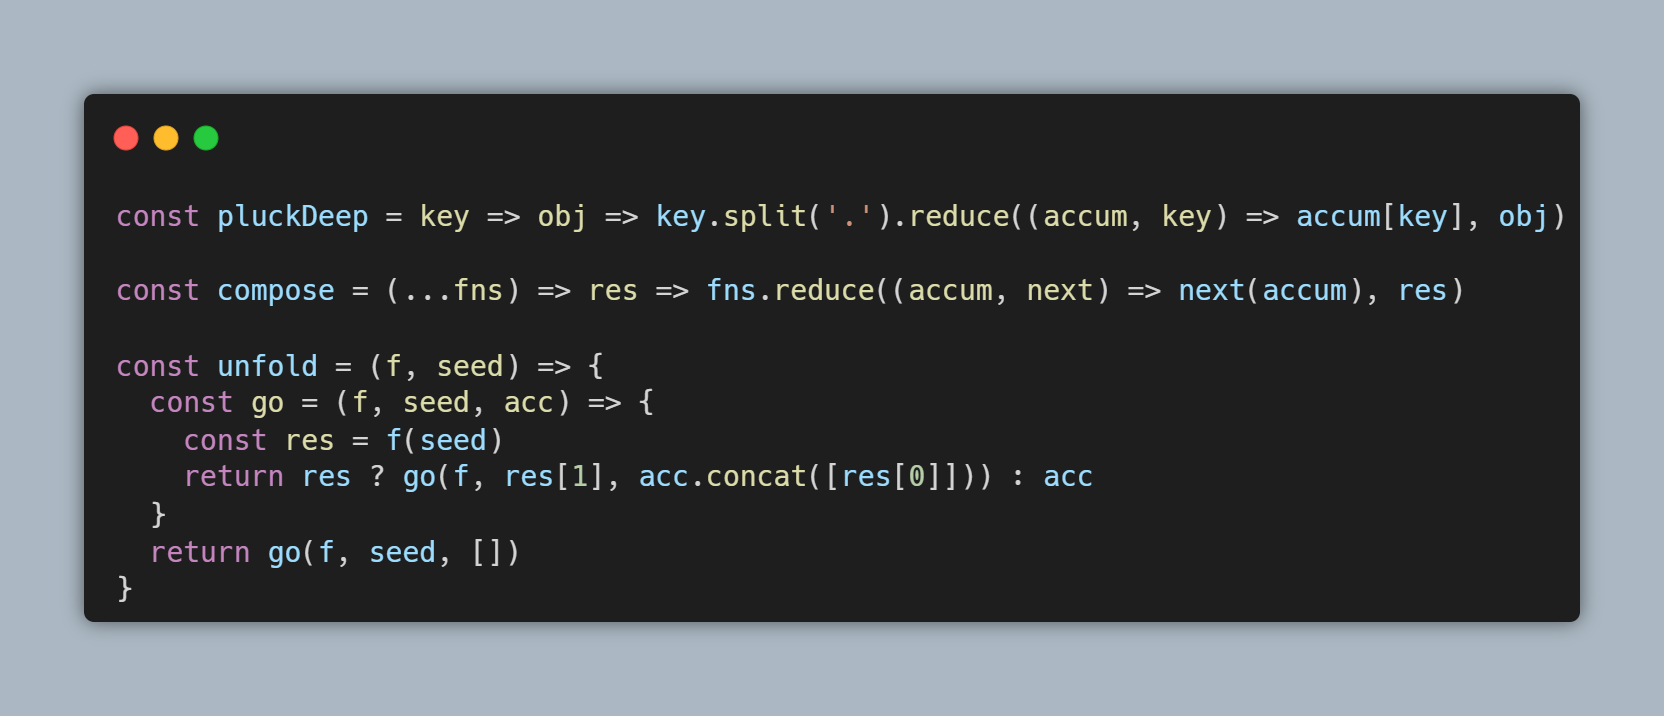 const pluckDeep = key => obj => key.split('.').reduce((accum, key) => accum[key], obj)
const compose = (...fns) => res => fns.reduce((accum, next) => next(accum), res)
const unfold = (f, seed) => {
  const go = (f, seed, acc) => {
    const res = f(seed)
    return res ? go(f, res[1], acc.concat([res[0]])) : acc
  }
  return go(f, seed, [])
}